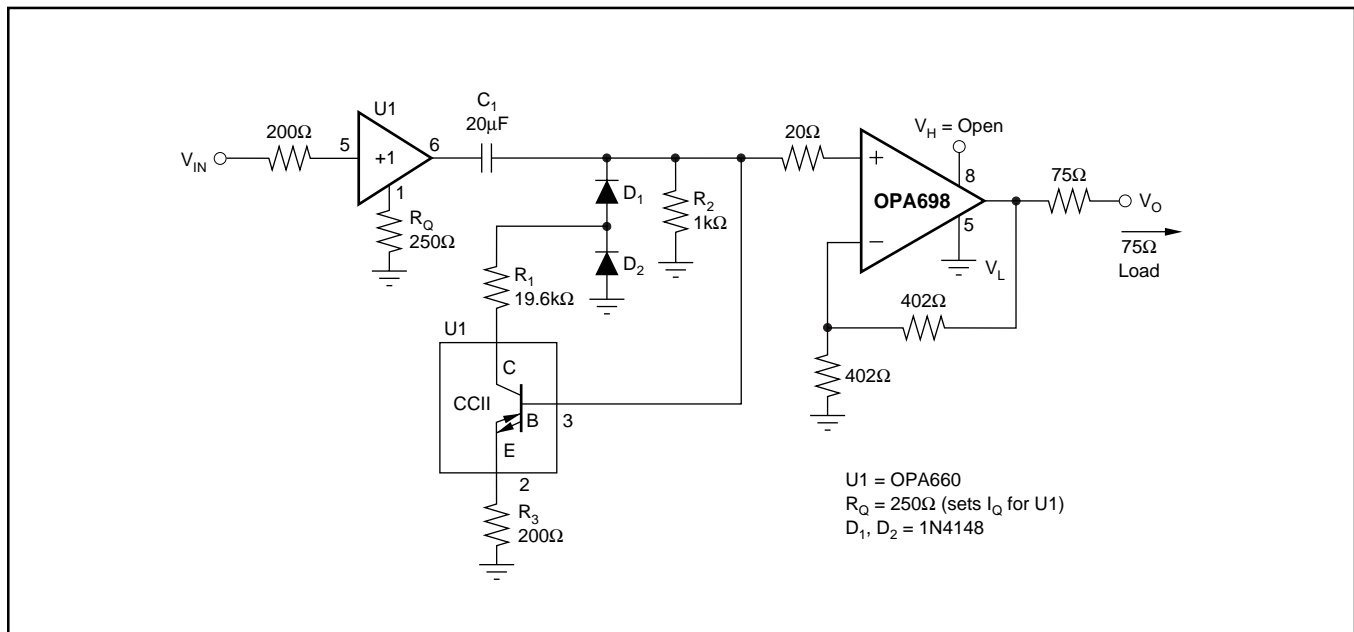 U1
C1
20μF
200Ω
5
6
VIN
+1
1
RQ
250Ω
D1
R2
1kΩ
D2
R1
19.6kΩ
U1
C
CCII
B
3
E
2
R3
200Ω
20Ω
VH = Open
8
+
OPA698
–
5
VL
75Ω
VO
75Ω
Load
402Ω
402Ω
U1 = OPA660
RQ = 250Ω (sets IQ for U1)
D1, D2 = 1N4148